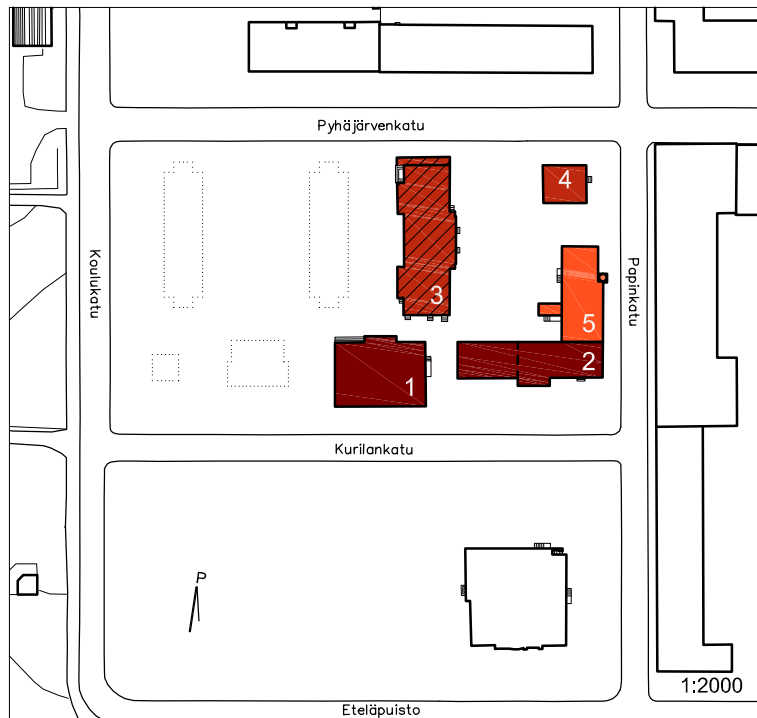 Pyhäjärvenkatu
4
Koulukatu
Papinkatu
3
5
2
1
Kurilankatu
P
1:2000
Eteläpuisto